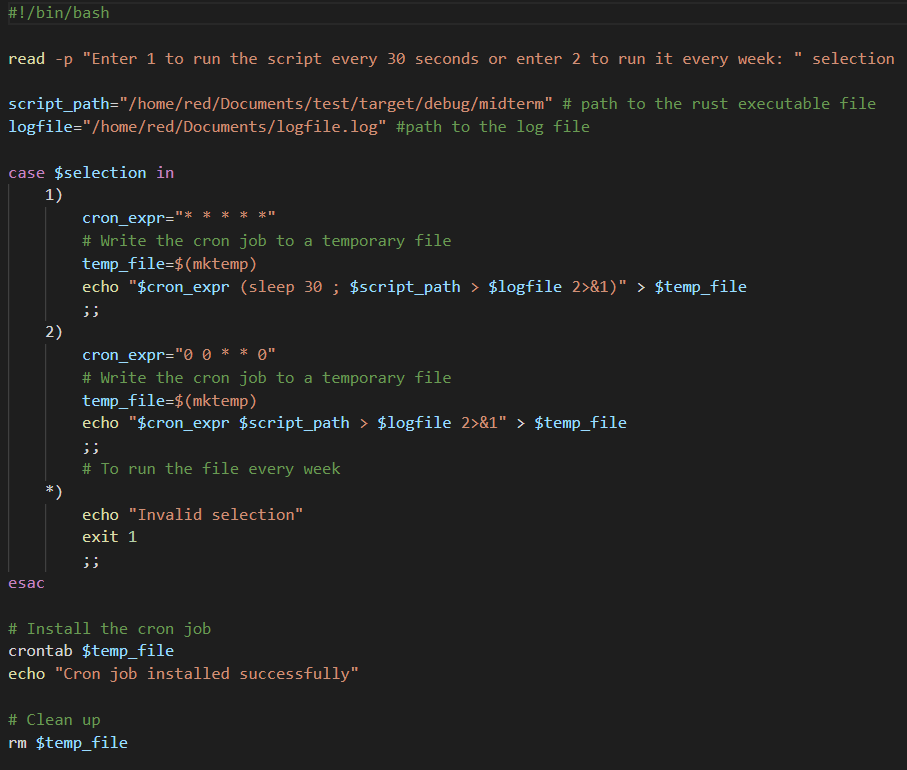 #!/bin/bash
read -p "Enter 1 to run the script every 30 seconds or enter 2 to run it every week: " selection
script_path="/home/red/Documents/test/target/debug/midterm" # path to the rust executable file
logfile="/home/red/Documents/logfile.log" #path to the log file
case $selection in
1)
cron_expr="* * * * *"
# Write the cron job to a temporary file
temp_file=$(mktemp)
echo "$cron_expr (sleep 30 ; $script_path > $logfile 2>&1)" > $temp_file
;;
2)
cron_expr="0 0 * * 0"
# Write the cron job to a temporary file
temp_file=$(mktemp)
echo "$cron_expr $script_path > $logfile 2>&1" > $temp_file
;;
# To run the file every week
*)
echo "Invalid selection"
exit 1
;;
esac
# Install the cron job
crontab $temp_file
echo "Cron job installed successfully"
# Clean up
rm $temp_file